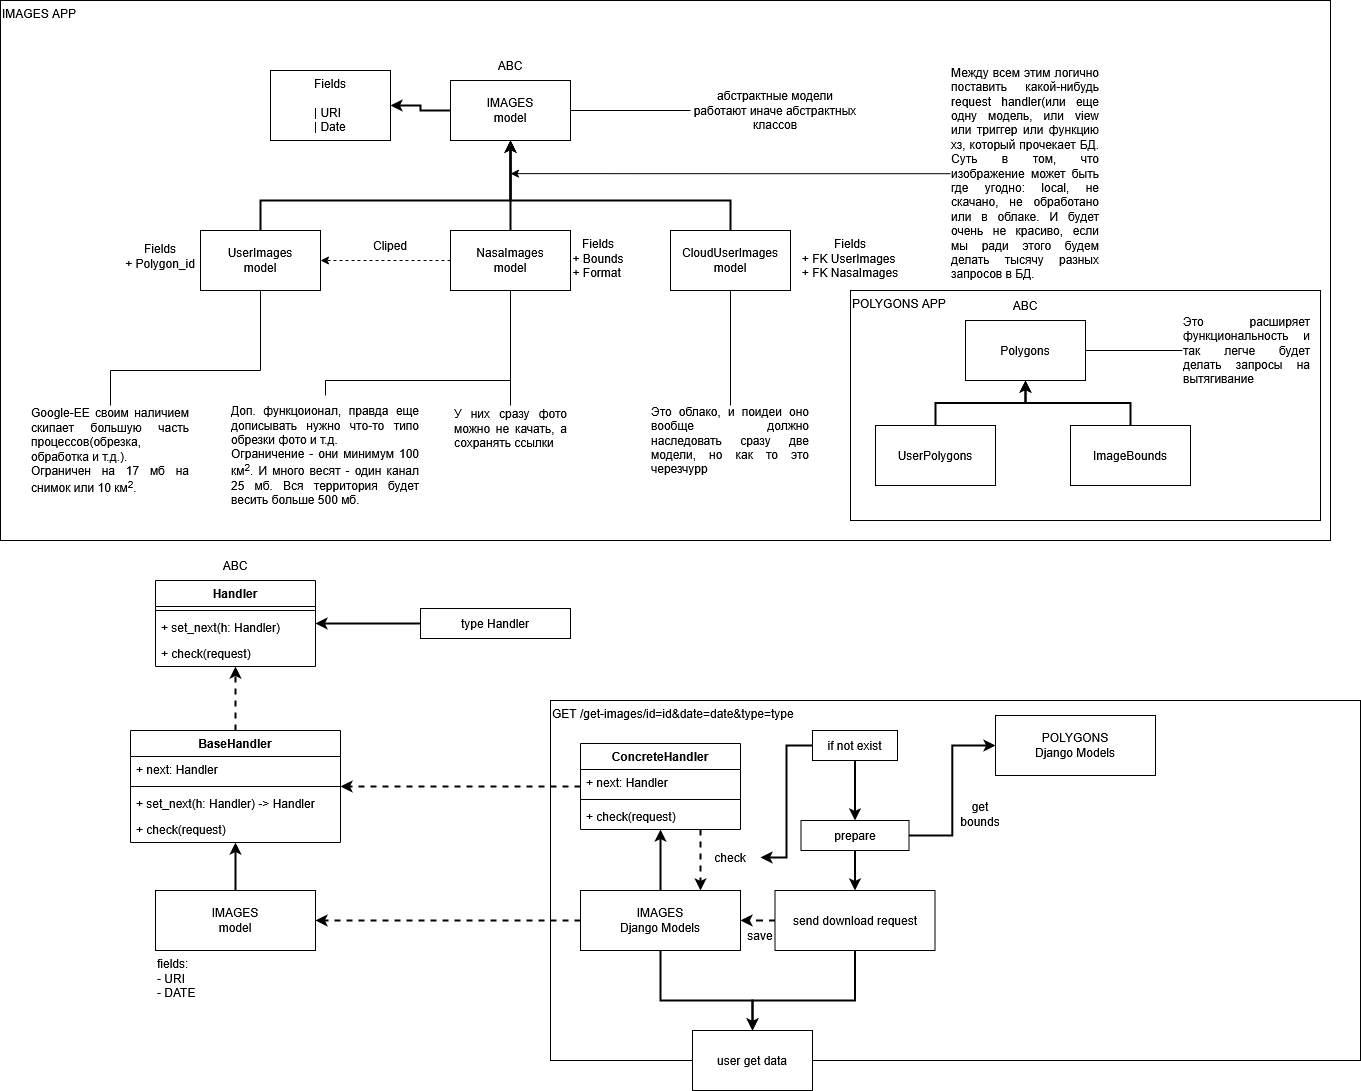 IMAGES APP
ABC
Fields
| URI
| Date
IMAGES
model
абстрактные модели
работают иначе абстрактных
классов
Между всем этим логично
поставить какой-нибудь
request handler(или еще
одну модель, или view
или триггер или функцию
хз, который прочекает БД.
Суть в том, что
изображение может быть
где угодно: local, не
скачано, не обработано
или в облаке. И будет
очень не красиво, если
мы ради этого будем
делать тысячу разных
запросов в БД.
Fields
+ Polygon_id
UserImages
model
Cliped
NasaImages
model
Fields
+ Bounds
+ Format
CloudUserImages
model
Fields
+ FK UserImages
+ FK NasaImages
POLYGONS APP
ABC
Polygons
Это расширяет
функциональность и
так легче будет
делать запросы на
вытягивание
UserPolygons
ImageBounds
Google-EE своим наличием
скипает большую часть
процессов(обрезка,
обработка и т.д.).
Ограничен на 17 мб на
снимок или 10 км².
Доп. функцоионал, правда еще
дописывать нужно что-то типо
обрезки фото и т.д.
Ограничение - они минимум 100
км². И много весят - один канал
25 мб. Вся территория будет
весить больше 500 мб.
У них сразу фото
можно не качать, а
сохранять ссылки
Это облако, и поидеи оно
вообще должно
наследовать сразу две
модели, но как то это
черезчурр
ABC
Handler
+ set_next(h: Handler)
+ check(request)
type Handler
BaseHandler
+ next: Handler
+ set_next(h: Handler) -> Handler
+ check(request)
IMAGES
model
fields:
- URI
- DATE
GET /get-images/id=id&date=date&type=type
ConcreteHandler
+ next: Handler
+ check(request)
if not exist
POLYGONS
Django Models
get
bounds
prepare
check
IMAGES
Django Models
save
send download request
user get data